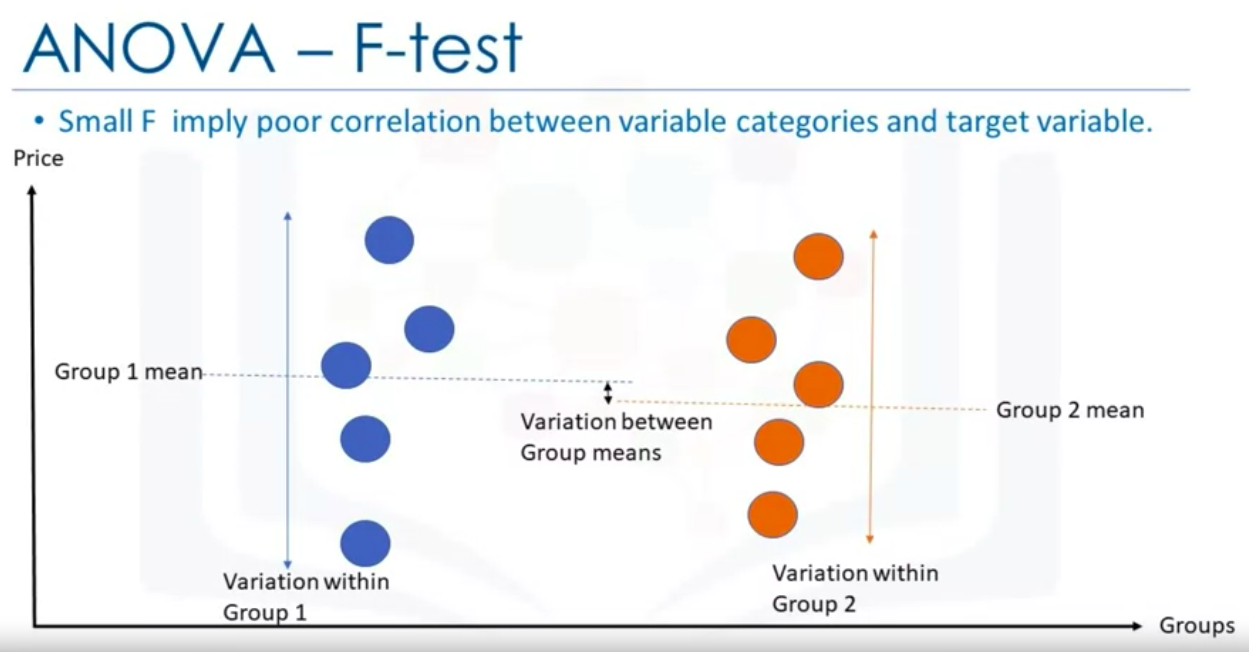 ANOVA – F-test
• Small F imply poor correlation between variable categories and target variable.
Price
Group 1 mean
Variation between
Group means
Group 2 mean
Variation within
Group 1
Variation within
Group 2
Groups